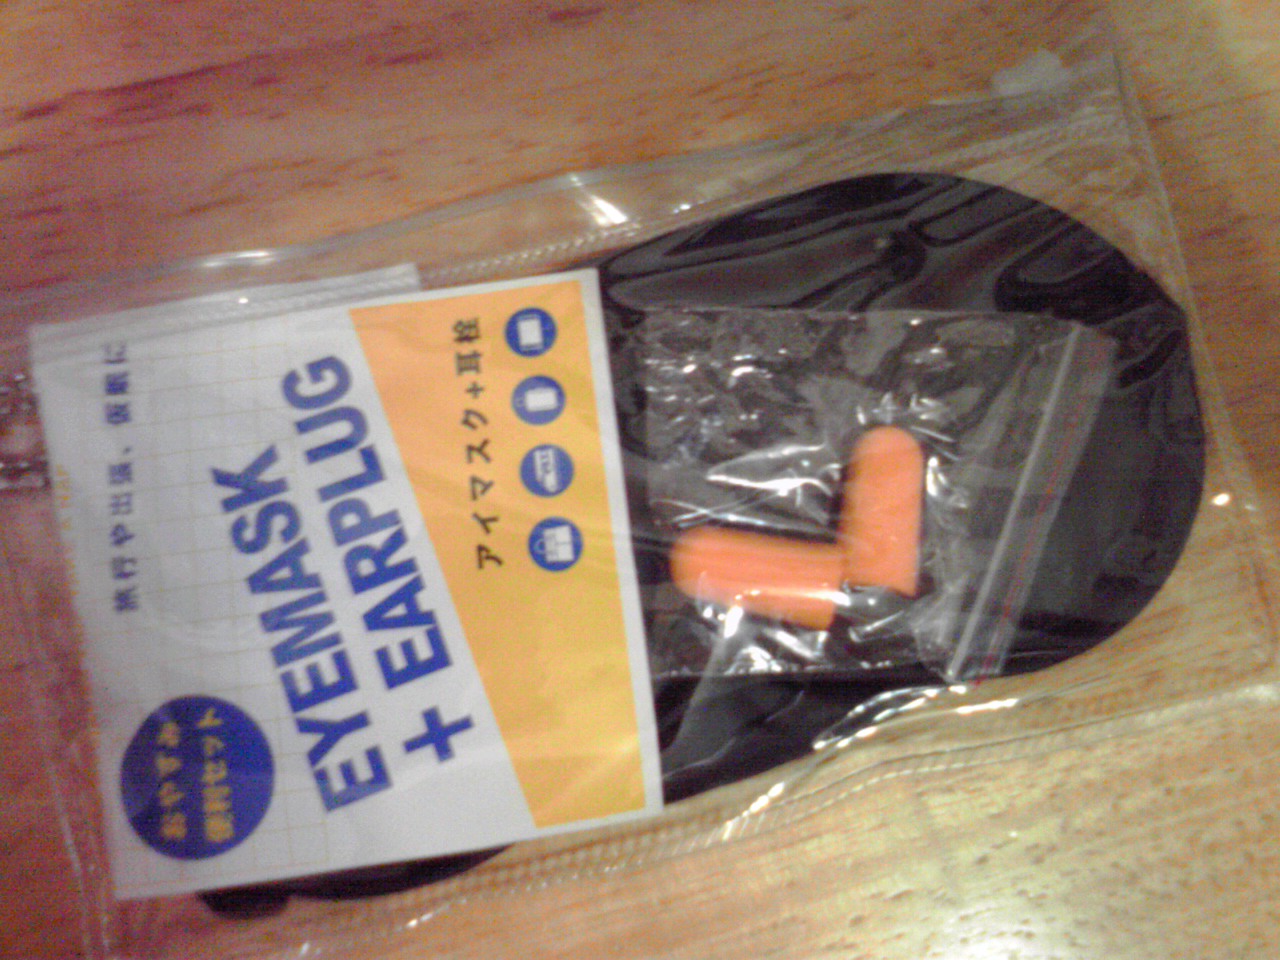 旅行や出張、仮眠に
おやすみ
便利セット
EYEMASK
+ EARPLUG
アイマスク+耳栓